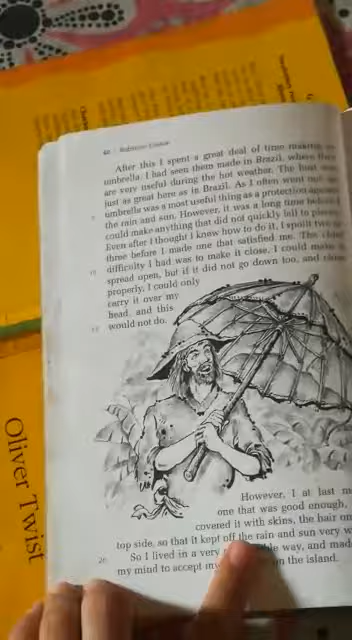 40 Robinson Crusoe
After this I spent a great deal of time making
umbrella. I had seen them made in Brazil, where they
are very useful during the hot weather. The heat was
just as great here as in Brazil. As I often went out
5 umbrella was a most useful thing as a protection against
the rain and sun. However, it was a long time before I
could make anything that did not quickly fall to pieces.
Even after I thought I knew how to do it, I spoilt two or
three before I made one that satisfied me. The chief
10 difficulty I had was to make it close. I could make it
spread open, but if it did not go down too, and close
properly, I could only
carry it over my
head, and this
15 would not do.
However, I at last m
one that was good enough,
covered it with skins, the hair on
top side, so that it kept off the rain and sun very w
20 So I lived in a very way, and made
my mind to accept my on the island.
Oliver Twist